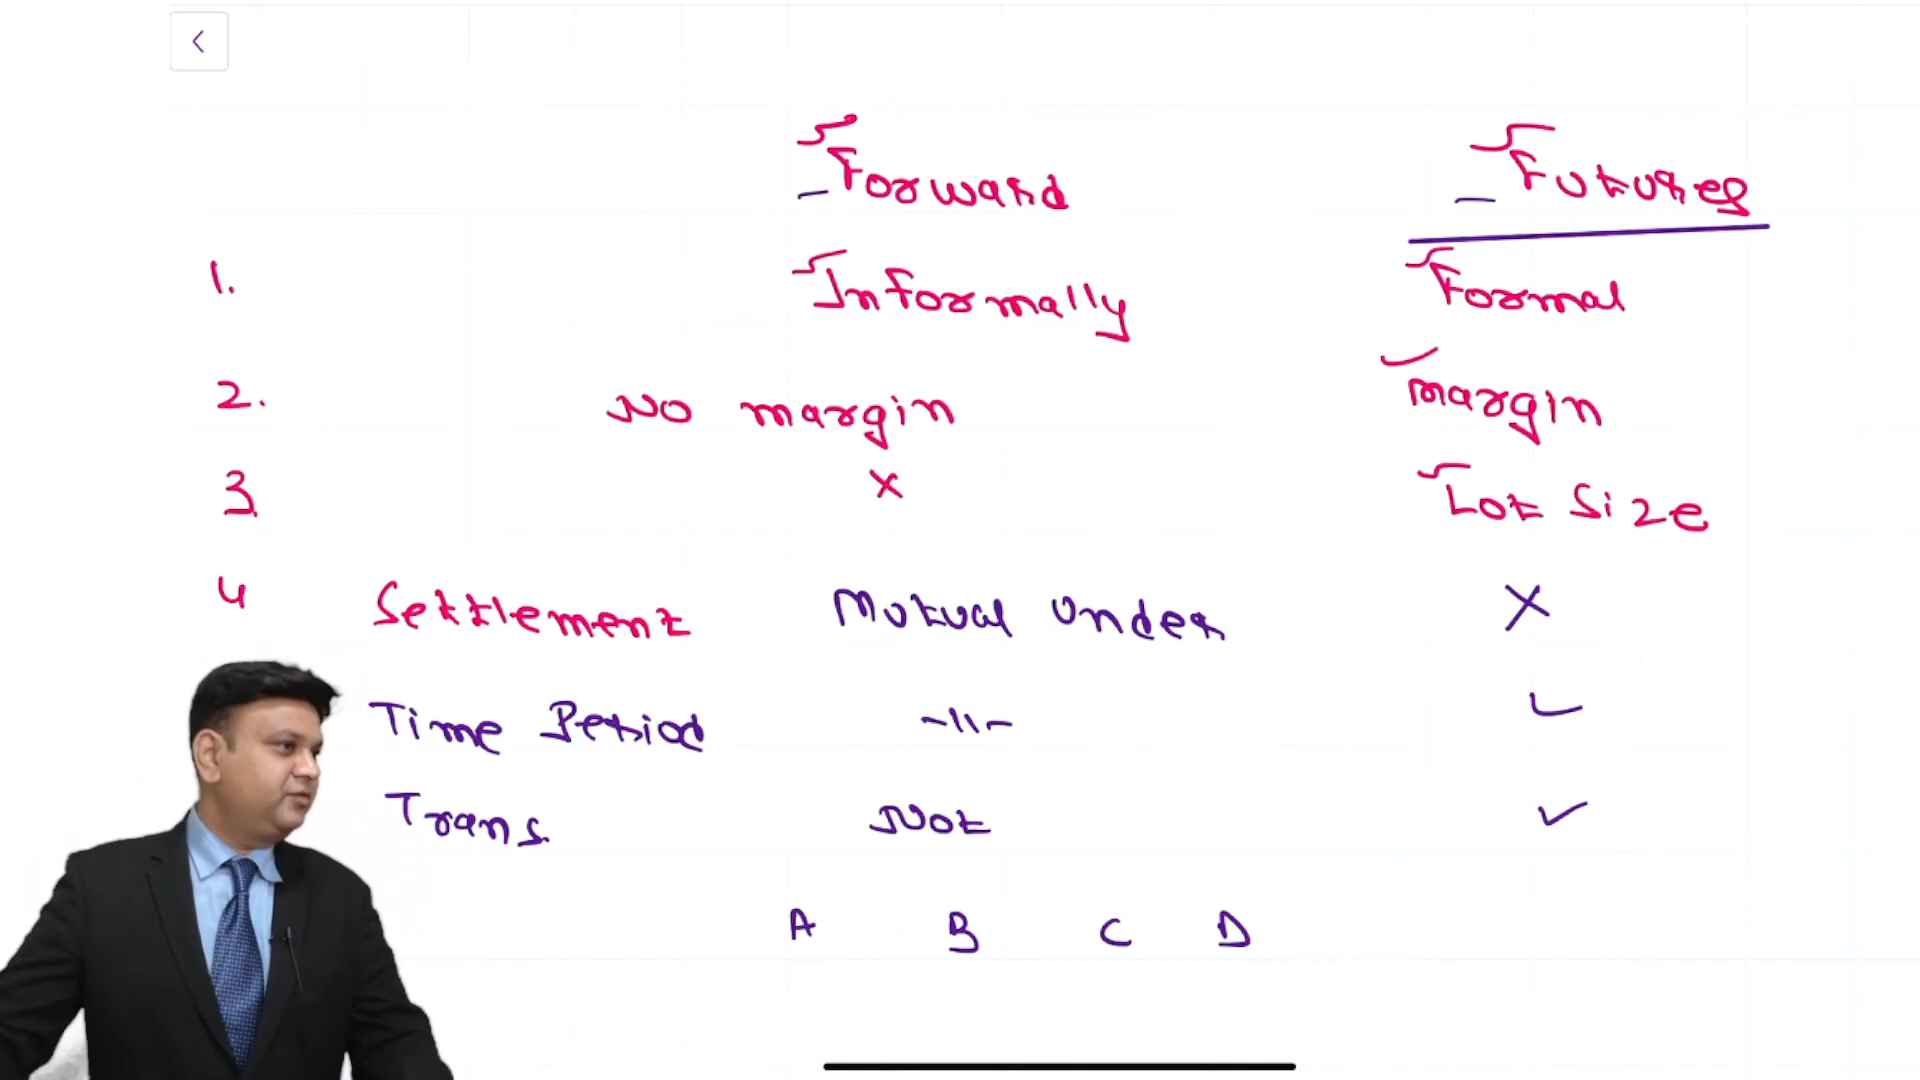 Forward Futures
1. Informally Formal
2. No margin margin
3 x Lot Size
4 Settlement Mutual Under X
Time Period -11- ✓
Trans. Not ✓
A B C D